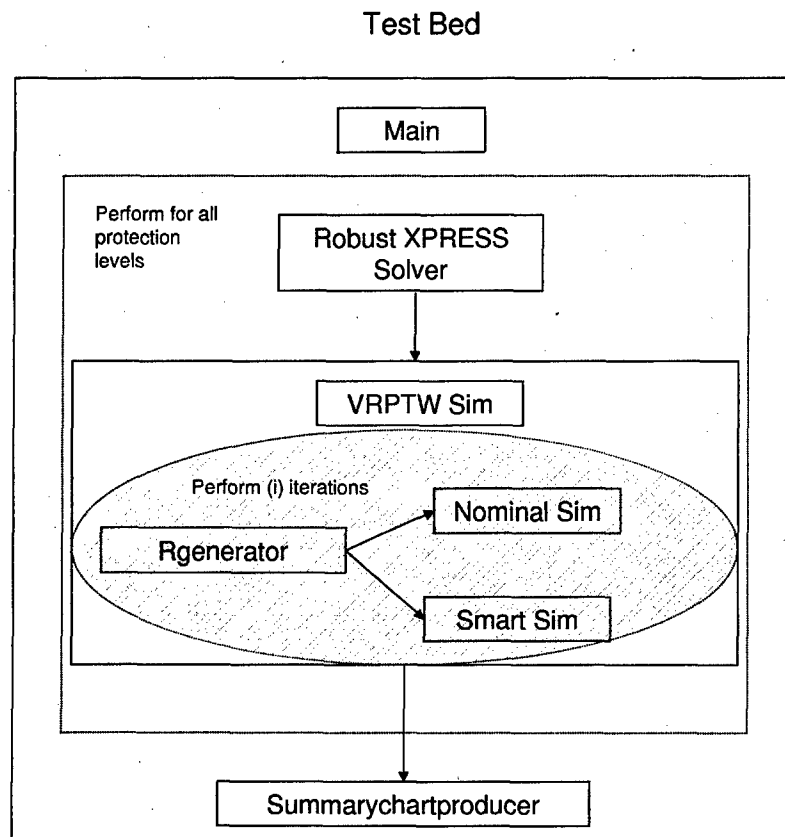 Test Bed
Main
Perform for all
protection
levels
Robust XPRESS
Solver
VRPTW Sim
Perform (i) iterations
Nominal Sim
Rgenerator
Smart Sim
Summarychartproducer